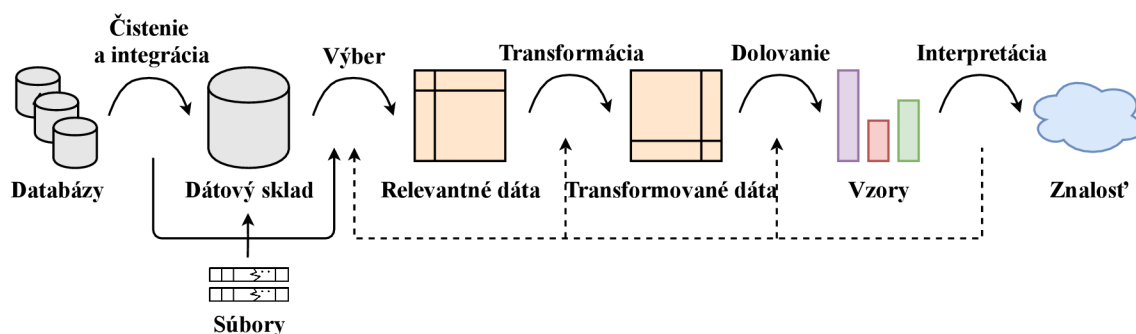 Čistenie
a integrácia
Výber
Transformácia
Dolovanie
Interpretácia
Databázy
Dátový sklad
Relevantné dáta
Transformované dáta
Vzory
Znalosť
Súbory